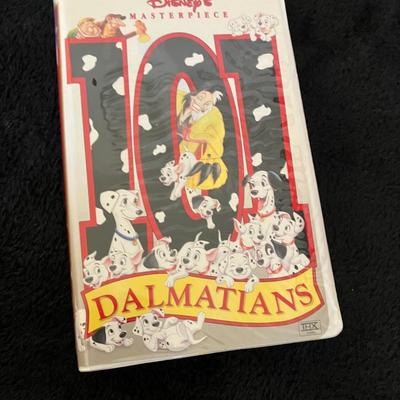 Disney's
MASTERPIECE
101
DALMATIANS
THX